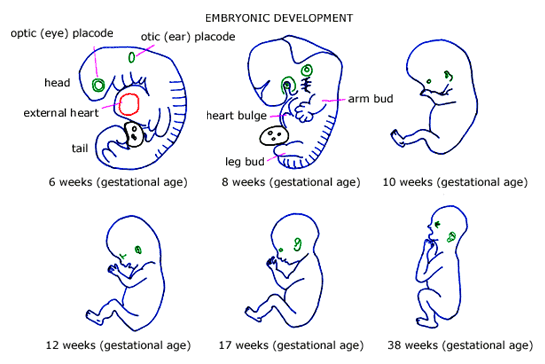 EMBRYONIC DEVELOPMENT
optic (eye) placode
otic (ear) placode
head
external heart
tail
6 weeks (gestational age)
arm bud
heart bulge
leg bud
8 weeks (gestational age)
10 weeks (gestational age)
12 weeks (gestational age)
17 weeks (gestational age)
38 weeks (gestational age)